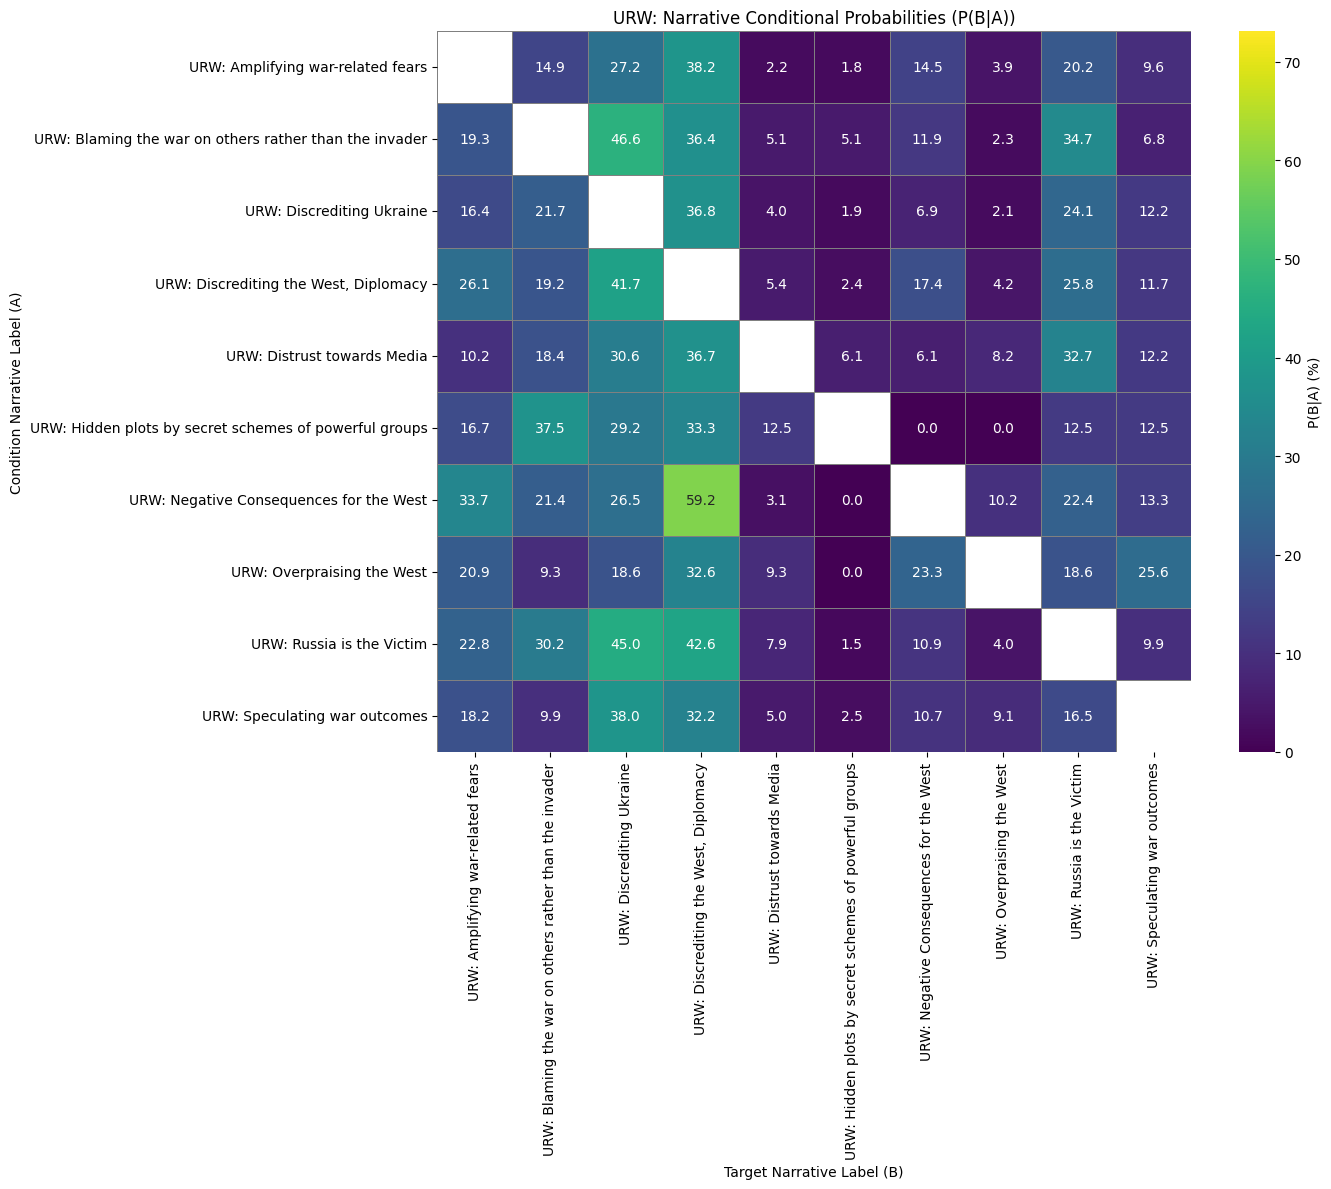 URW: Narrative Conditional Probabilities (P(B|A))
URW: Amplifying war-related fears 14.9 27.2 38.2 2.2 1.8 14.5 3.9 20.2 9.6
URW: Blaming the war on others rather than the invader 19.3 46.6 36.4 5.1 5.1 11.9 2.3 34.7 6.8
URW: Discrediting Ukraine 16.4 21.7 36.8 4.0 1.9 6.9 2.1 24.1 12.2
URW: Discrediting the West, Diplomacy 26.1 19.2 41.7 5.4 2.4 17.4 4.2 25.8 11.7
URW: Distrust towards Media 10.2 18.4 30.6 36.7 6.1 6.1 8.2 32.7 12.2
URW: Hidden plots by secret schemes of powerful groups 16.7 37.5 29.2 33.3 12.5 0.0 0.0 12.5 12.5
URW: Negative Consequences for the West 33.7 21.4 26.5 59.2 3.1 0.0 10.2 22.4 13.3
URW: Overpraising the West 20.9 9.3 18.6 32.6 9.3 0.0 23.3 18.6 25.6
URW: Russia is the Victim 22.8 30.2 45.0 42.6 7.9 1.5 10.9 4.0 9.9
URW: Speculating war outcomes 18.2 9.9 38.0 32.2 5.0 2.5 10.7 9.1 16.5
Condition Narrative Label (A)
URW: Amplifying war-related fears
URW: Blaming the war on others rather than the invader
URW: Discrediting Ukraine
URW: Discrediting the West, Diplomacy
URW: Distrust towards Media
URW: Hidden plots by secret schemes of powerful groups
URW: Negative Consequences for the West
URW: Overpraising the West
URW: Russia is the Victim
URW: Speculating war outcomes
Target Narrative Label (B)
70
60
50
40
30
20
10
0
P(B|A) (%)